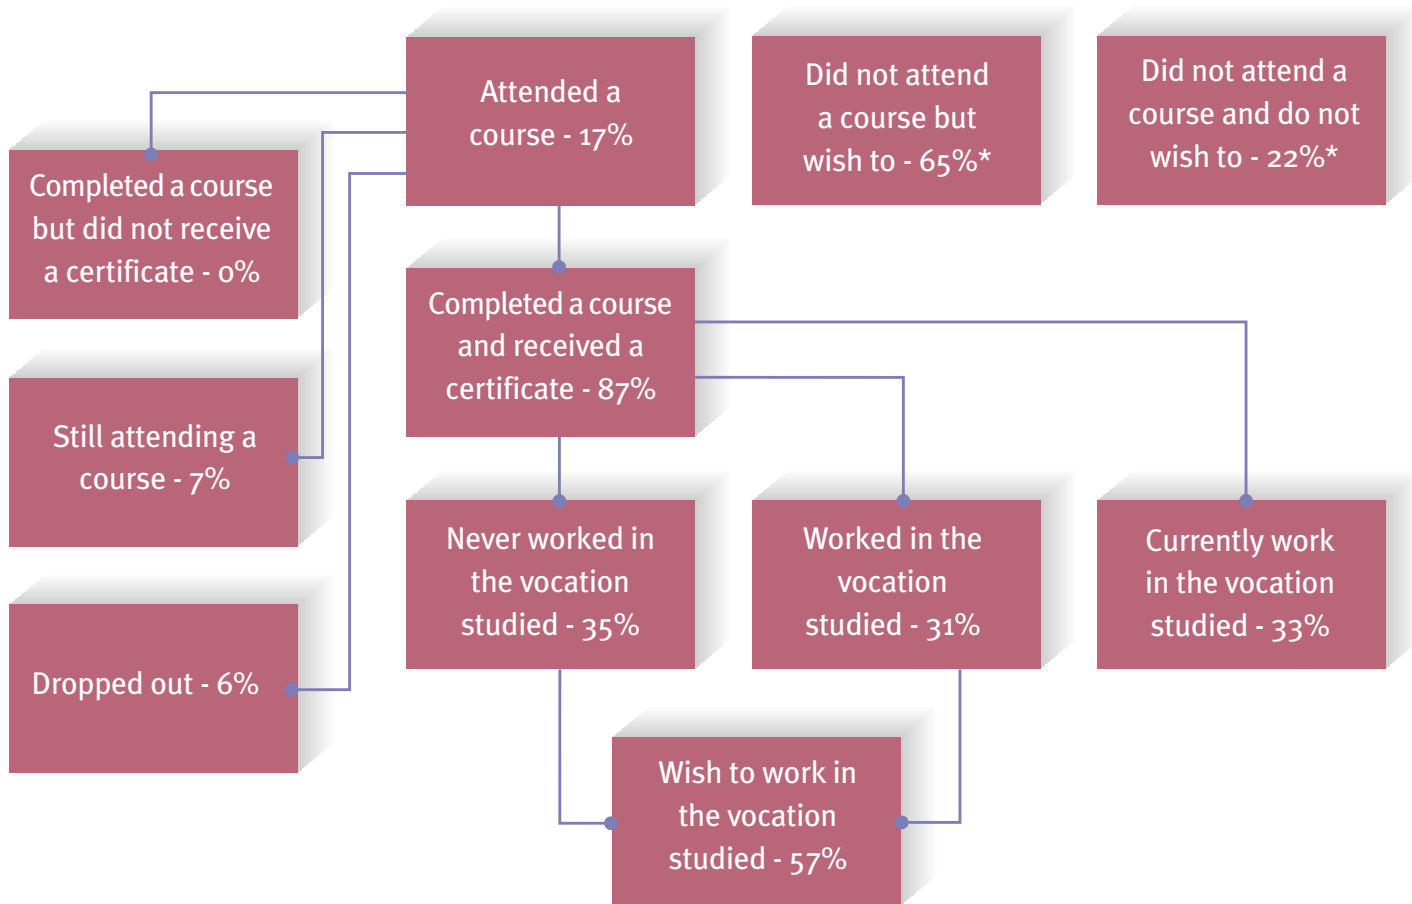 Attended a
course - 17%
Did not attend
a course but
wish to - 65%*
Did not attend a
course and do not
wish to - 22%*
Completed a course
but did not receive
a certificate - 0%
Completed a course
and received a
certificate - 87%
Still attending a
course - 7%
Never worked in
the vocation
studied - 35%
Worked in the
vocation
studied - 31%
Currently work
in the vocation
studied - 33%
Dropped out - 6%
Wish to work in
the vocation
studied - 57%